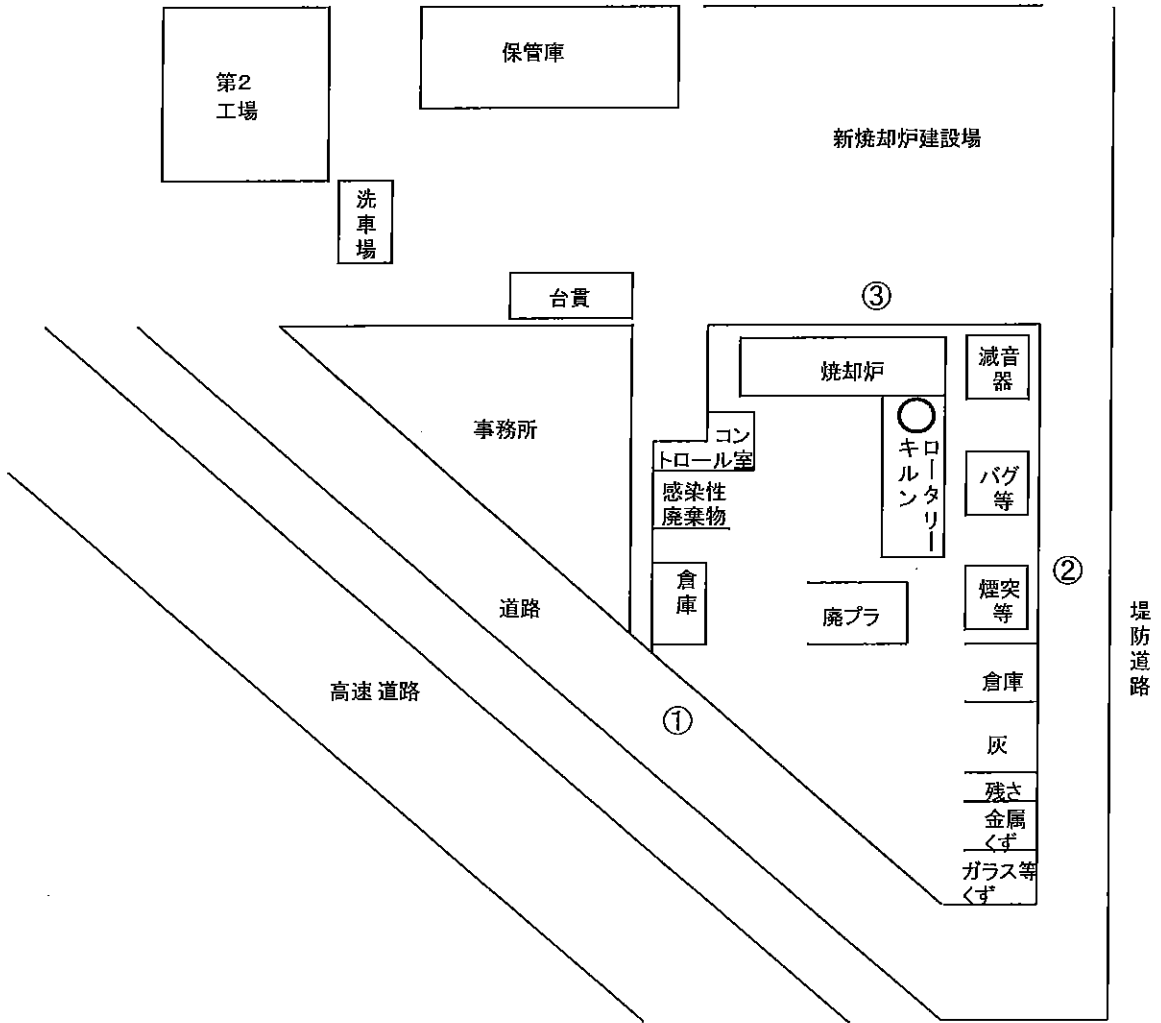 保管庫
第2
工場
新焼却炉建設場
洗
車
場
台貫
③
焼却炉
減音
器
事務所
コン
トロール室
ロータリー
キルン
感染性
廃棄物
バグ
等
②
倉
庫
煙突
等
道路
廃プラ
堤
防
道
路
高速 道路
倉庫
①
灰
残さ
金属
くず
ガラス等
くず